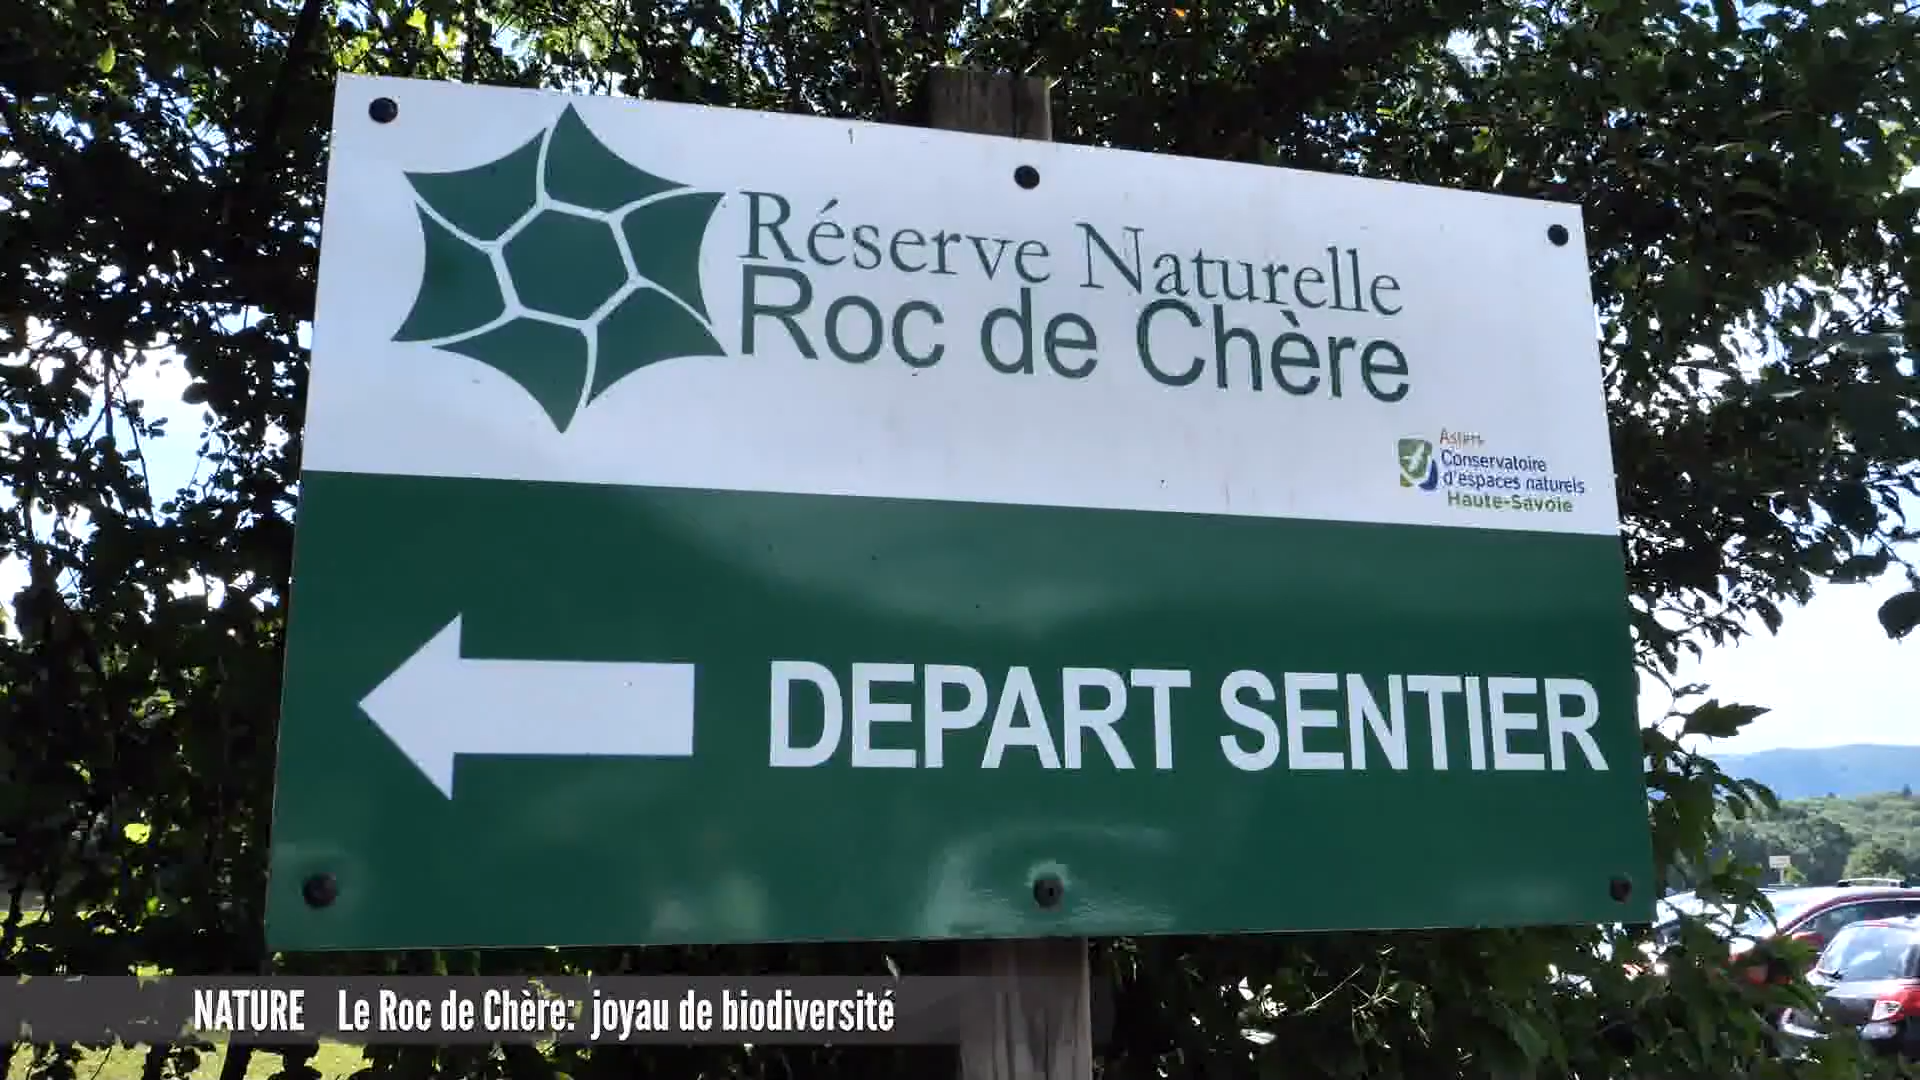 Réserve Naturelle
Roc de Chère
Asters
Conservatoire
d'espaces naturels
Haute-Savoie
DEPART SENTIER
NATURE Le Roc de Chère: joyau de biodiversité